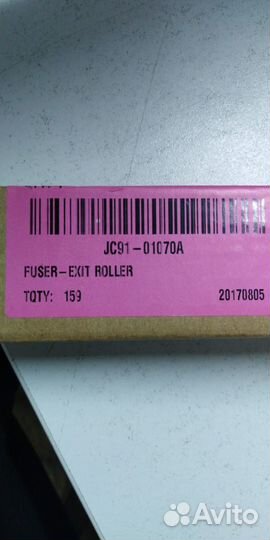 JC91-01070A
FUSER-EXIT ROLLER
TQTY: 159 20170805
Avito